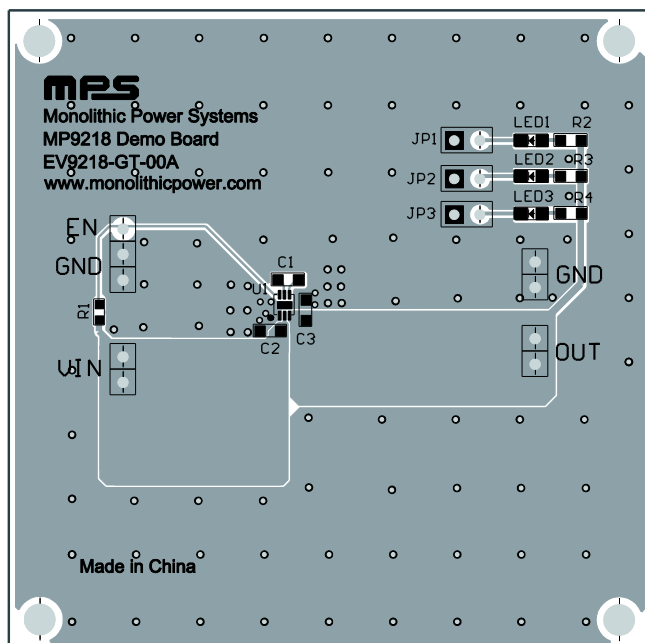 MPS
Monolithic Power Systems
MP9218 Demo Board
EV9218-GT-00A
www.monolithicpower.com
LED1 R2
JP1
LED2 R3
JP2
LED3 R4
JP3
EN
GND
C1
GND
U1
R1
C2
C3
VIN
OUT
Made in China